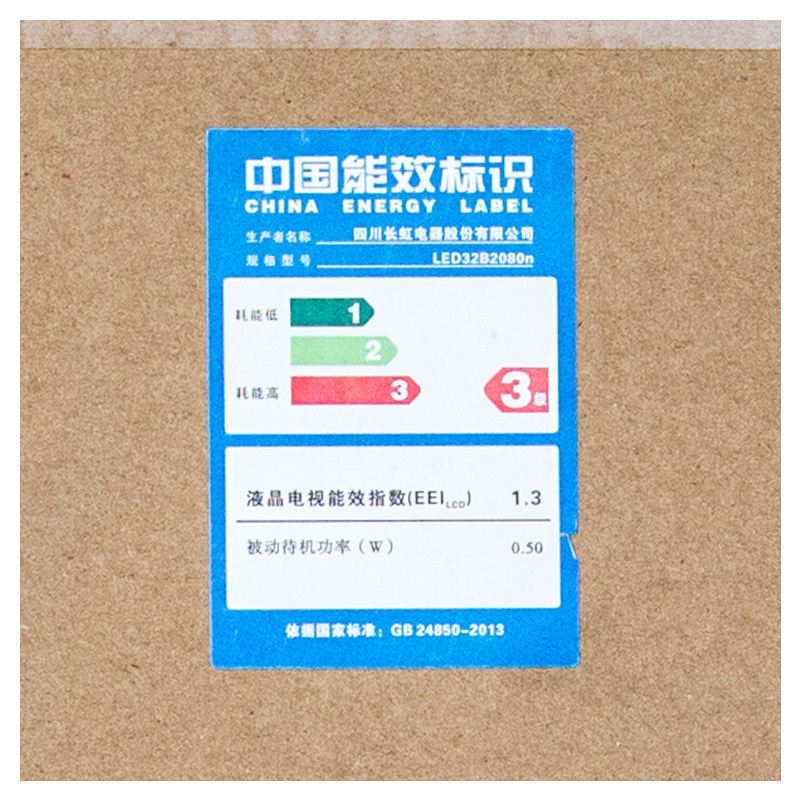 中国能效标识
CHINA ENERGY LABEL
生产者名称 四川长虹电器股份有限公司
规格型号 LED32B2080n
耗能低 1
2
耗能高 3 3级
液晶电视能效指数(EEILCD) 1.3
被动待机功率（W） 0.50
依据国家标准：GB 24850-2013